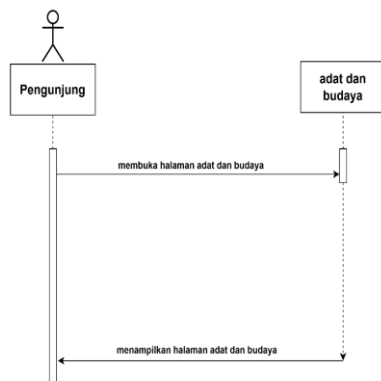 Pengunjung
adat dan
budaya
membuka halaman adat dan budaya
menampilkan halaman adat dan budaya